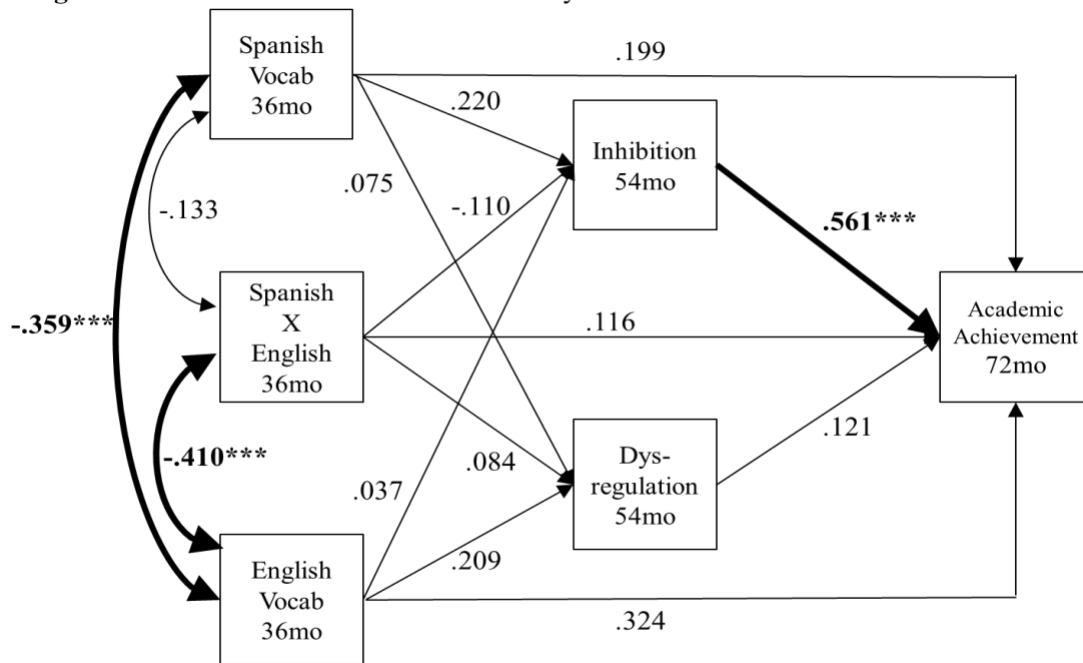 Spanish
Vocab
36mo
.199
.220
Inhibition
54mo
.075
-.110
-.133
.561***
Spanish
X
English
36mo
-.359***
.116
Academic
Achievement
72mo
-.410***
.084
.037
Dys-
regulation
54mo
.121
.209
English
Vocab
36mo
.324